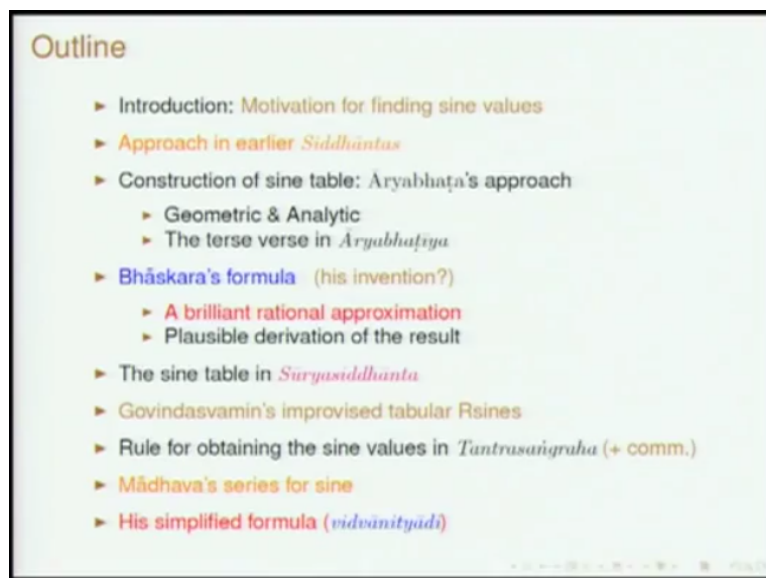 Outline
► Introduction: Motivation for finding sine values
► Approach in earlier Siddhāntas
► Construction of sine table: Āryabhaṭa's approach
► Geometric & Analytic
► The terse verse in Āryabhaṭīya
► Bhāskara's formula (his invention?)
► A brilliant rational approximation
► Plausible derivation of the result
► The sine table in Sūryasiddhānta
► Govindasvamin's improvised tabular Rsines
► Rule for obtaining the sine values in Tantrasaṅgraha (+ comm.)
► Mādhava's series for sine
► His simplified formula (vidvānityādi)